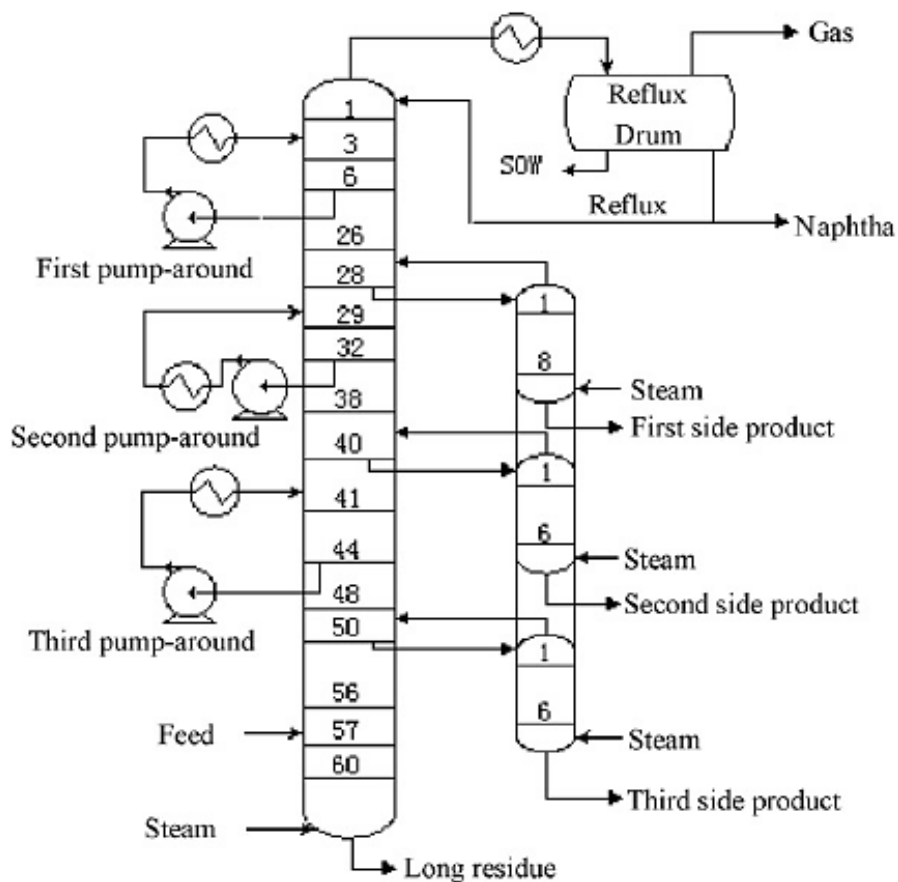 Gas
Reflux
Drum
SOW
Reflux
Naphtha
1
3
6
26
28
29
32
38
40
41
44
48
50
56
57
60
First pump-around
Second pump-around
Third pump-around
Feed
Steam
Long residue
1
8
Steam
First side product
1
6
Steam
Second side product
1
6
Steam
Third side product